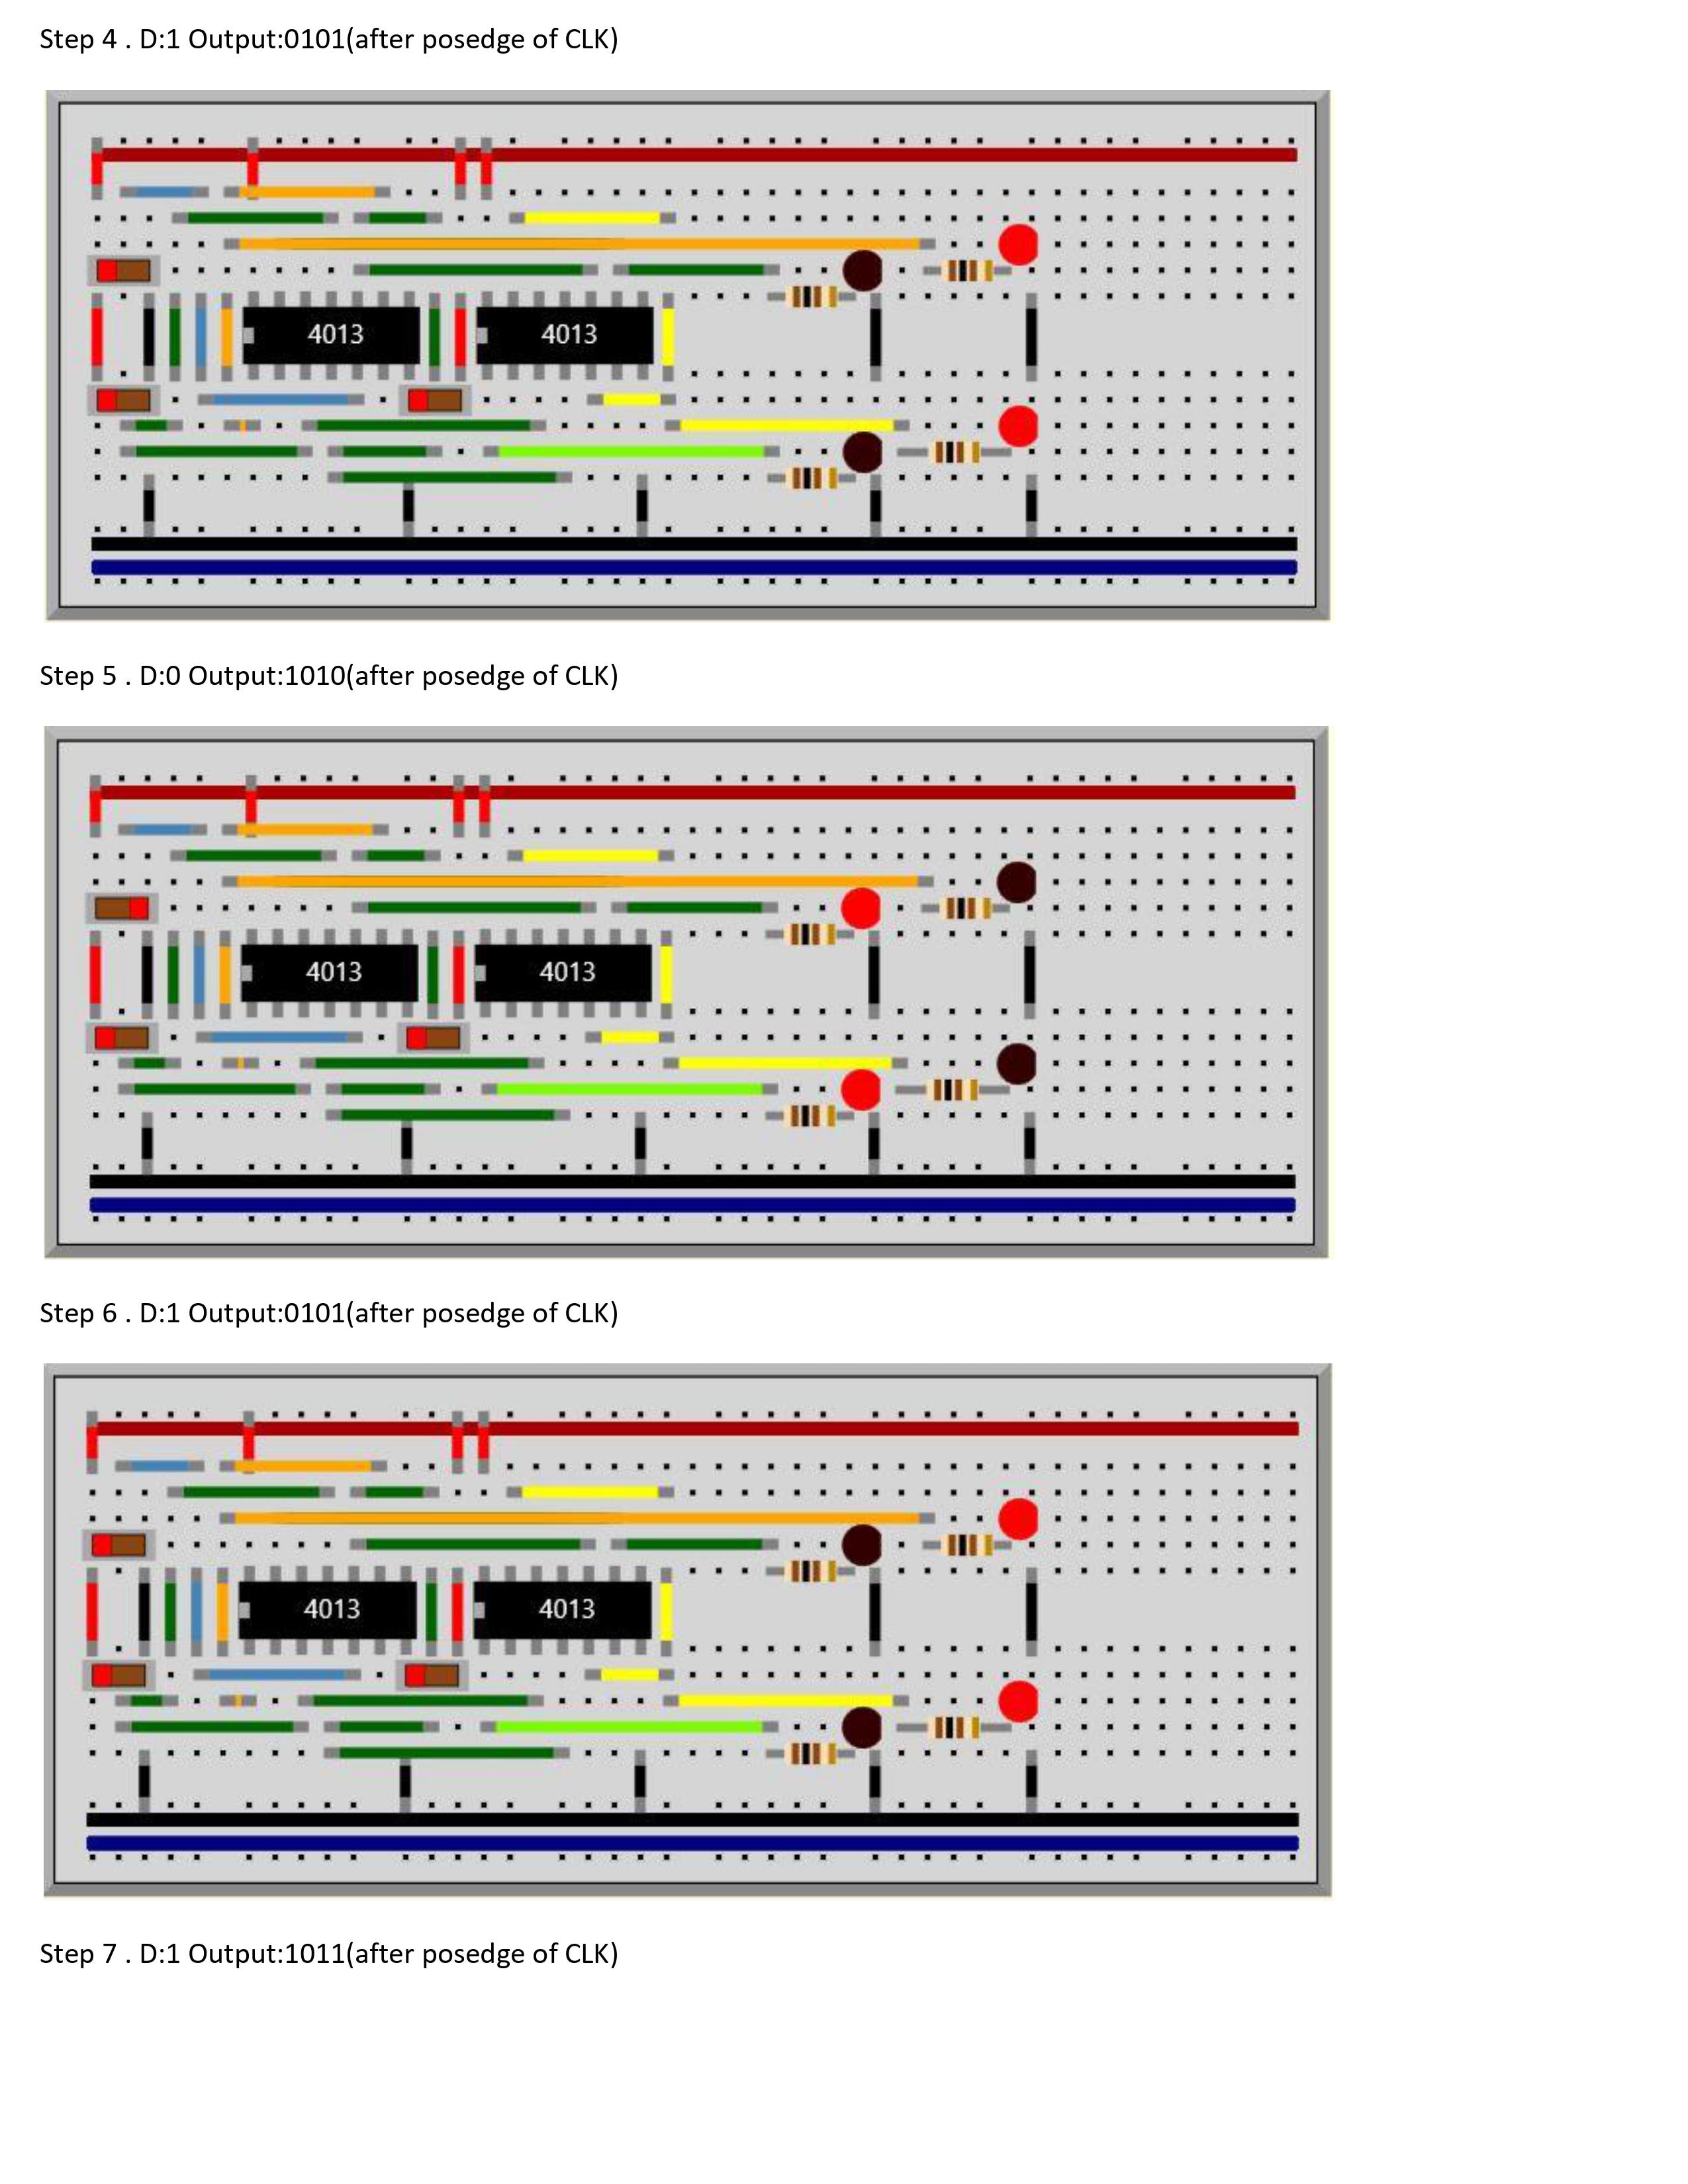 Step 4 . D:1 Output:0101(after posedge of CLK)
4013 4013
Step 5 . D:0 Output:1010(after posedge of CLK)
4013 4013
Step 6 . D:1 Output:0101(after posedge of CLK)
4013 4013
Step 7 . D:1 Output:1011(after posedge of CLK)